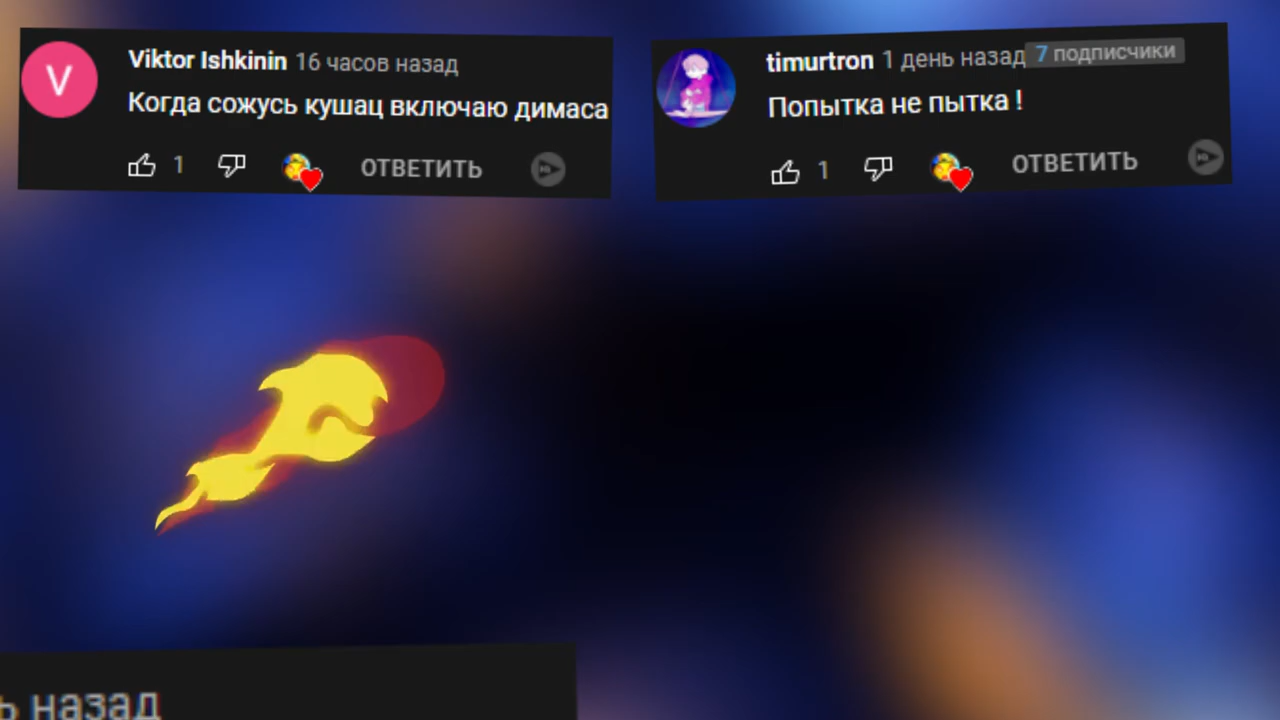 V
Viktor Ishkinin 16 часов назад
Когда сожусь кушац включаю димаса
1
ОТВЕТИТЬ
timurtron 1 день назад 7 подписчики
Попытка не пытка !
1
ОТВЕТИТЬ
ь назад